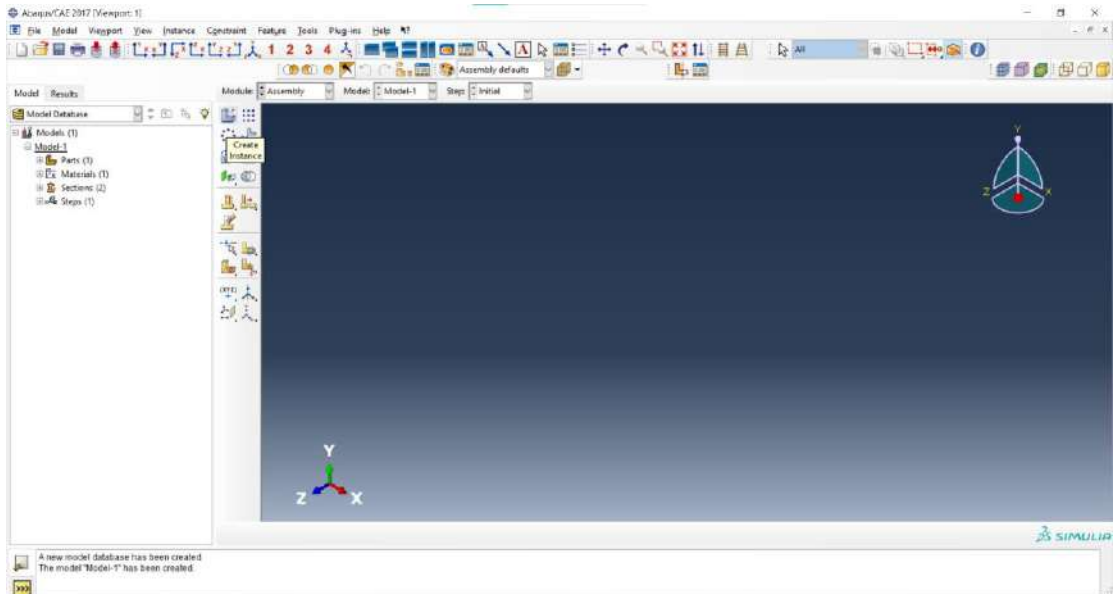 Abaqus/CAE 2017 [Viewport: 1]
File Model Viewport View Instance Constraint Feature Tools Plug-ins Help
1 2 3 4 A All
Assembly defaults
Model Results Module: Assembly Model: Model-1 Step: Initial
Model Database
Models (1)
Model-1
Parts (1)
Materials (1)
Sections (2)
Steps (1)
Create
Instance
(XYZ)
Y
Z X
Y
Z X
SIMULIA
A new model database has been created.
The model "Model-1" has been created.
>>>